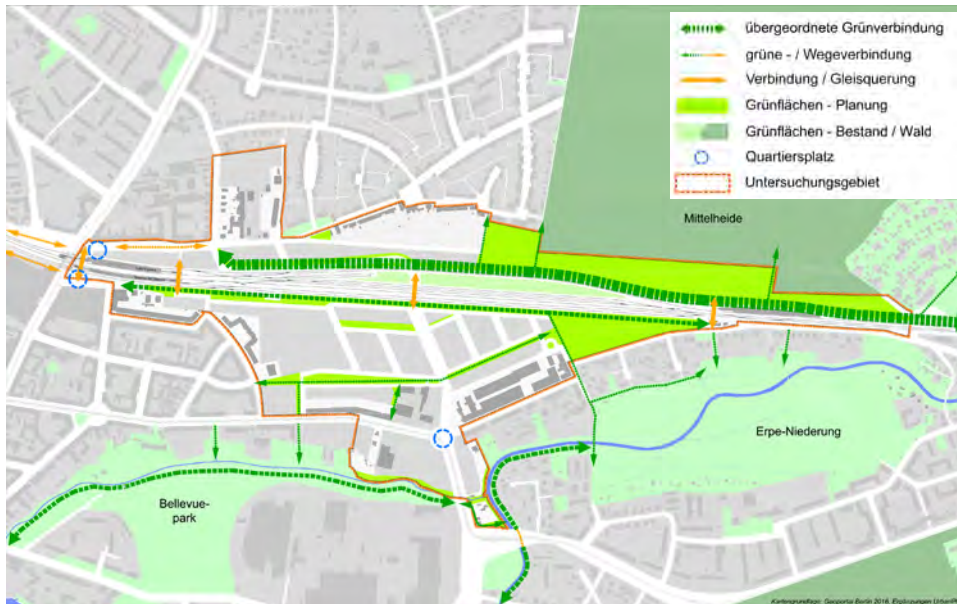 übergeordnete Grünverbindung
grüne - / Wegeverbindung
Verbindung / Gleisquerung
Grünflächen - Planung
Grünflächen - Bestand / Wald
Quartiersplatz
Untersuchungsgebiet
Mittelheide
Erpe-Niederung
Bellevue-
park
Kartengrundlage: Geoportal Berlin 2016, Ergänzungen